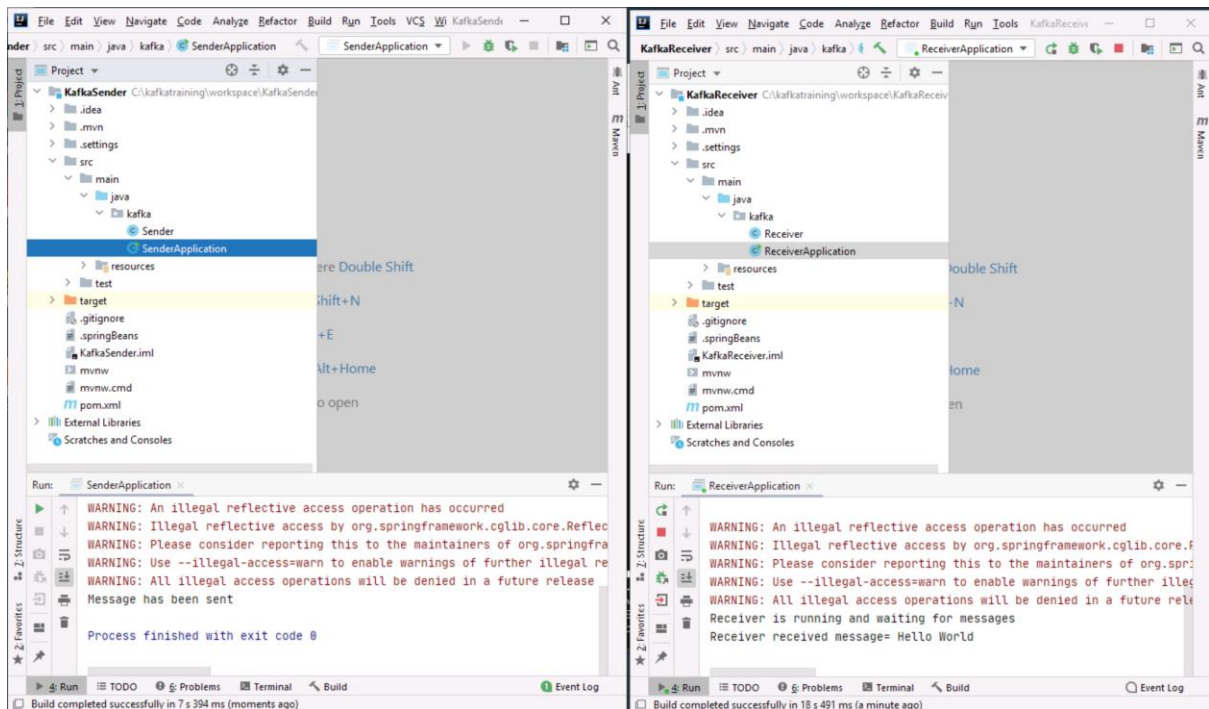 File Edit View Navigate Code Analyze Refactor Build Run Tools VCS Wi KafkaSende
nder src main java kafka SenderApplication SenderApplication
1: Project
Project
KafkaSender C:\kafkatraining\workspace\KafkaSender
.idea
.mvn
.settings
src
main
java
kafka
Sender
SenderApplication
resources
test
target
.gitignore
.springBeans
KafkaSender.iml
mvnw
mvnw.cmd
pom.xml
External Libraries
Scratches and Consoles
ere Double Shift
Shift+N
+E
Alt+Home
o open
Ant
Maven
Run: SenderApplication
WARNING: An illegal reflective access operation has occurred
WARNING: Illegal reflective access by org.springframework.cglib.core.Reflec
WARNING: Please consider reporting this to the maintainers of org.springfra
WARNING: Use --illegal-access=warn to enable warnings of further illegal re
WARNING: All illegal access operations will be denied in a future release
Message has been sent
Process finished with exit code 0
Z: Structure
2: Favorites
4: Run TODO 6: Problems Terminal Build 1 Event Log
Build completed successfully in 7 s 394 ms (moments ago)
File Edit View Navigate Code Analyze Refactor Build Run Tools KafkaReceive
KafkaReceiver src main java kafka ReceiverApplication
1: Project
Project
KafkaReceiver C:\kafkatraining\workspace\KafkaReceiv
.idea
.mvn
.settings
src
main
java
kafka
Receiver
ReceiverApplication
resources
test
target
.gitignore
.springBeans
KafkaReceiver.iml
mvnw
mvnw.cmd
pom.xml
External Libraries
Scratches and Consoles
Double Shift
-N
Home
en
Ant
Maven
Run: ReceiverApplication
WARNING: An illegal reflective access operation has occurred
WARNING: Illegal reflective access by org.springframework.cglib.core.R
WARNING: Please consider reporting this to the maintainers of org.spri
WARNING: Use --illegal-access=warn to enable warnings of further illeg
WARNING: All illegal access operations will be denied in a future rele
Receiver is running and waiting for messages
Receiver received message= Hello World
Z: Structure
2: Favorites
4: Run TODO 6: Problems Terminal Build Event Log
Build completed successfully in 18 s 491 ms (a minute ago)